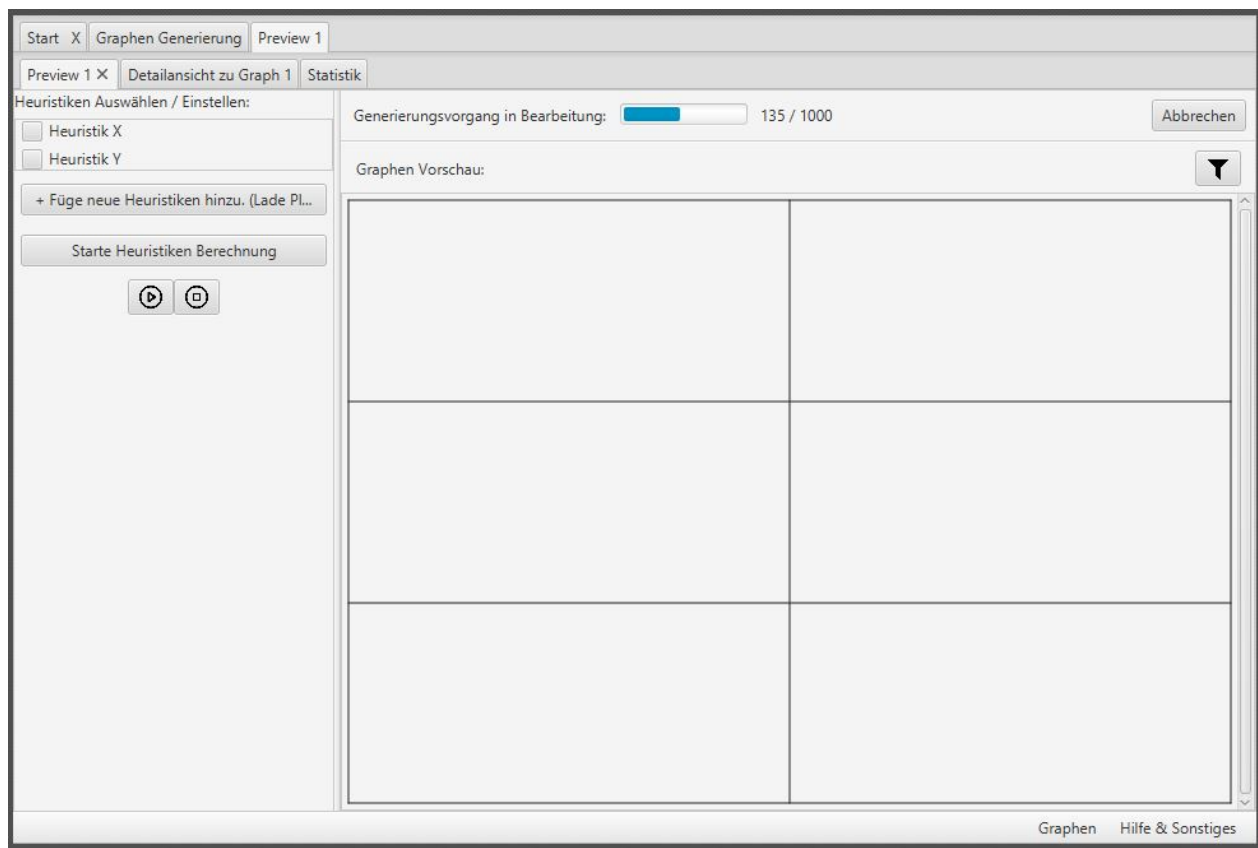 Start X Graphen Generierung Preview 1
Preview 1 X Detailansicht zu Graph 1 Statistik
Heuristiken Auswählen / Einstellen:
Heuristik X
Heuristik Y
+ Füge neue Heuristiken hinzu. (Lade Pl...
Starte Heuristiken Berechnung
Generierungsvorgang in Bearbeitung: 135 / 1000 Abbrechen
Graphen Vorschau:
Graphen Hilfe & Sonstiges